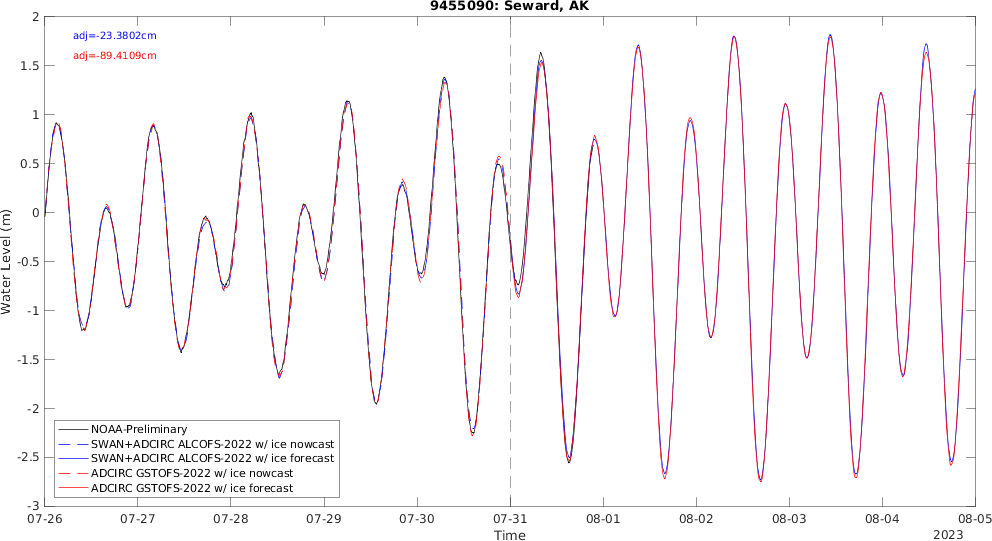 9455090: Seward, AK
adj=-23.3802cm
adj=-89.4109cm
2
1.5
1
0.5
0
-0.5
-1
-1.5
-2
-2.5
-3
Water Level (m)
NOAA-Preliminary
SWAN+ADCIRC ALCOFS-2022 w/ ice nowcast
SWAN+ADCIRC ALCOFS-2022 w/ ice forecast
ADCIRC GSTOFS-2022 w/ ice nowcast
ADCIRC GSTOFS-2022 w/ ice forecast
07-26 07-27 07-28 07-29 07-30 07-31 08-01 08-02 08-03 08-04 08-05
Time
2023